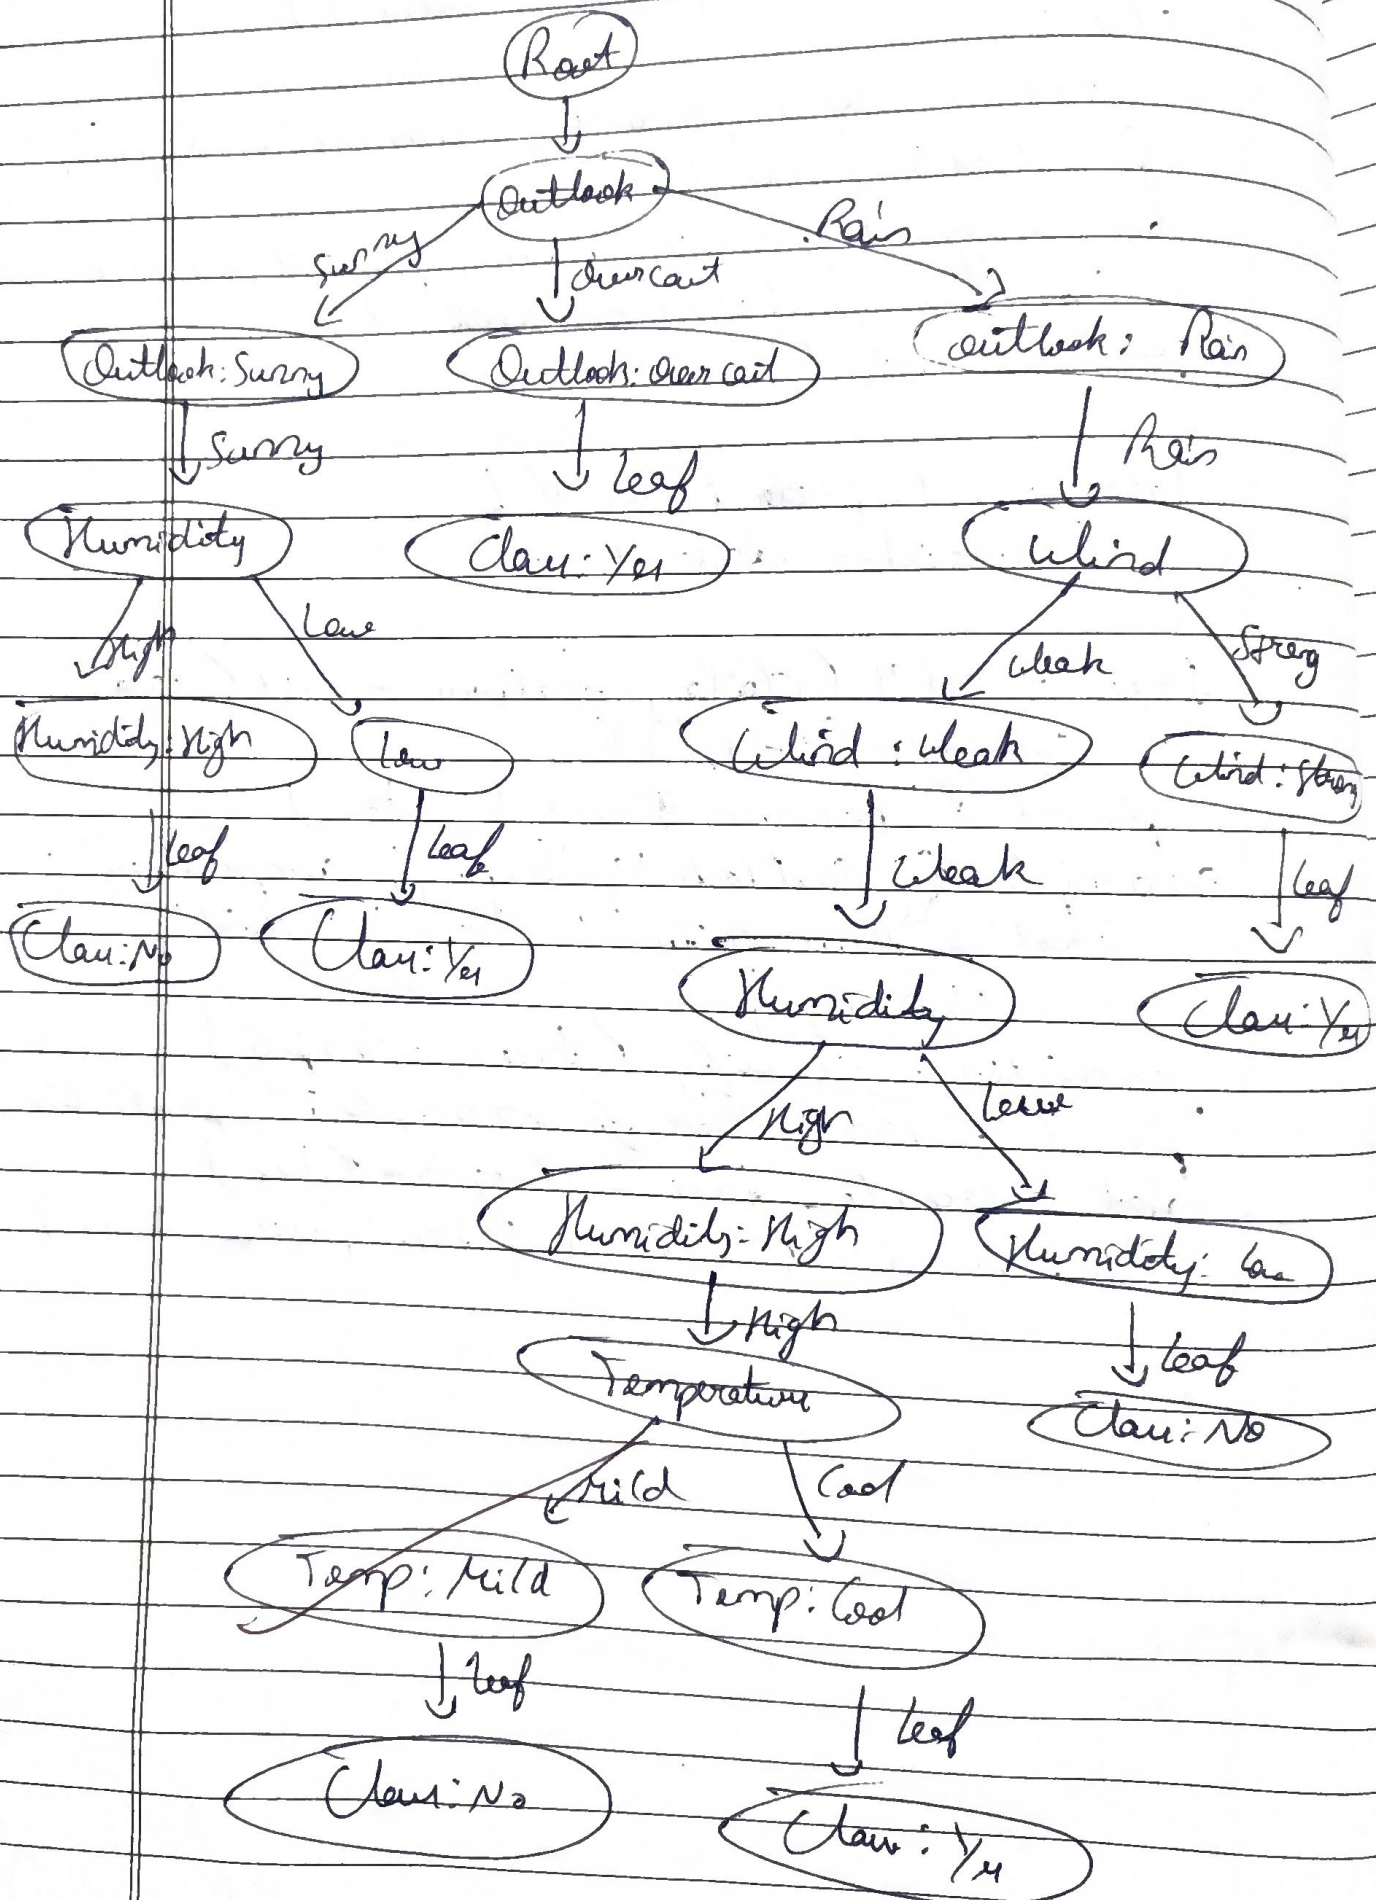 Root
Outlook
Sunny
Overcast
Rain
Outlook: Sunny
Outlook: Overcast
Outlook: Rain
Sunny
Leaf
Rain
Humidity
Class: Yes
Wind
High
Low
Weak
Strong
Humidity: High
Low
Wind: Weak
Wind: Strong
Leaf
Leaf
Weak
Leaf
Class: No
Class: Yes
Humidity
Class: Yes
High
Low
Humidity: High
Humidity: Low
High
Leaf
Temperature
Class: No
Mild
Cool
Temp: Mild
Temp: Cool
Leaf
Leaf
Class: No
Class: Yes